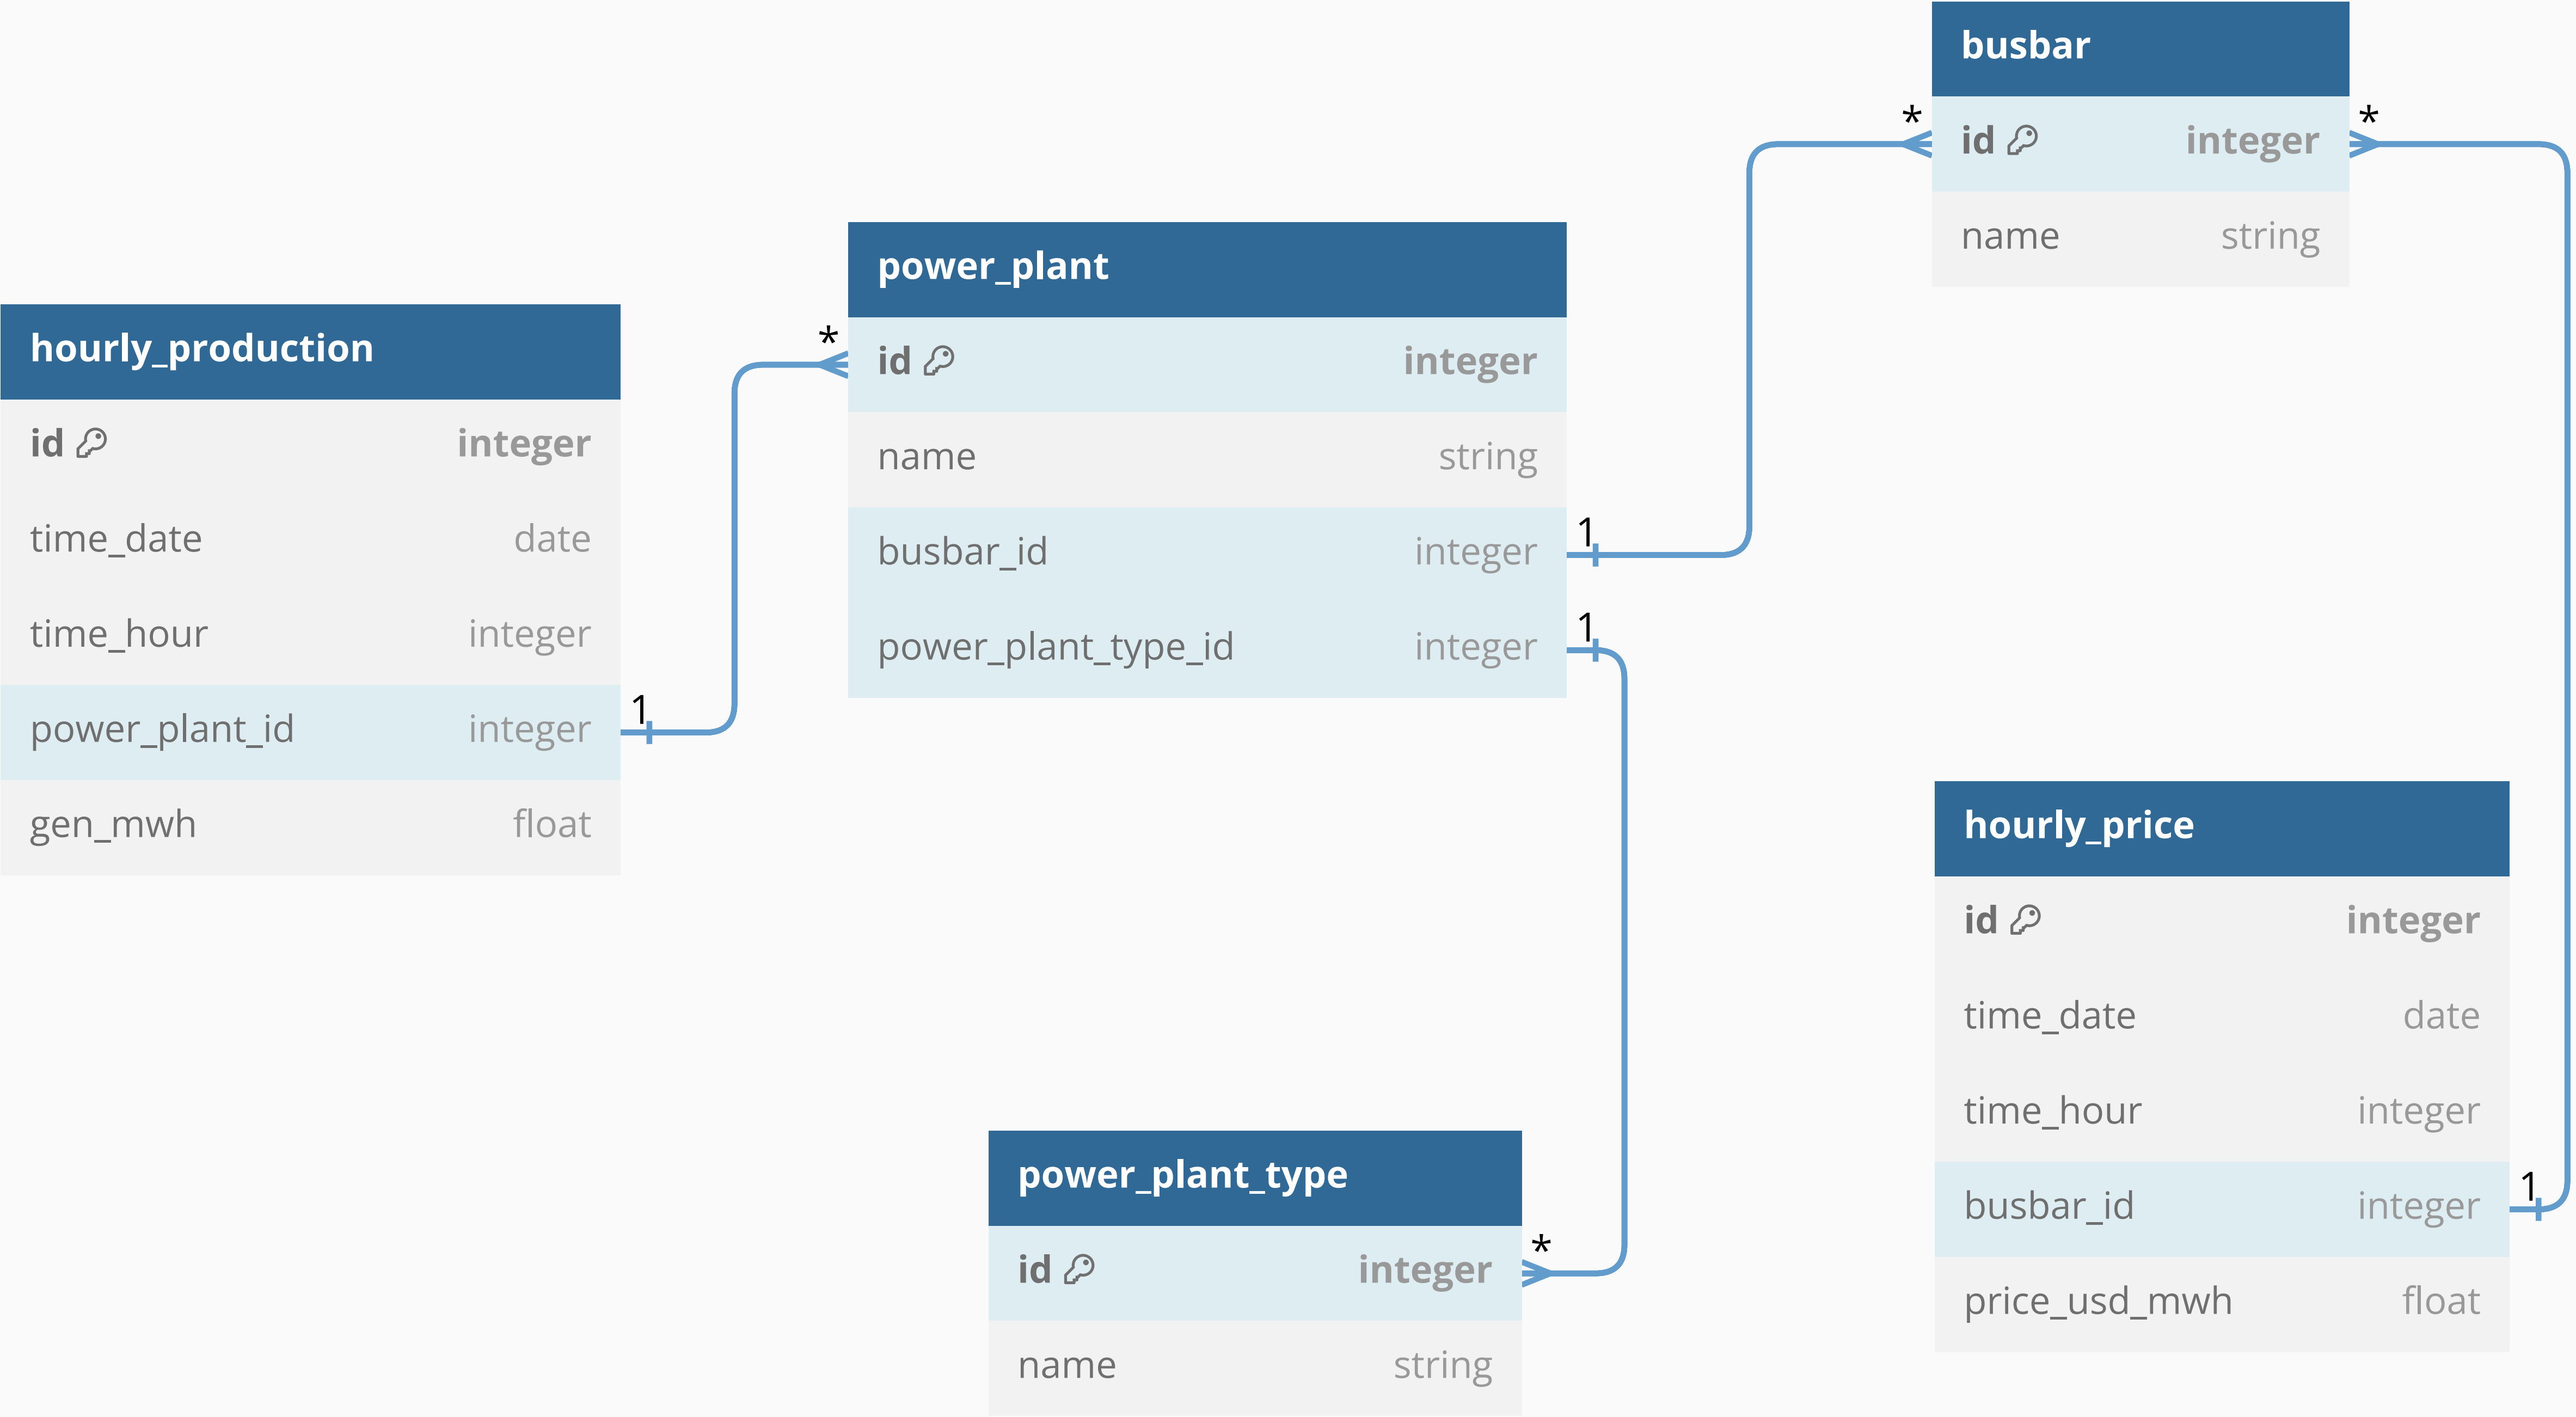 busbar
* id integer *
name string
power_plant
* id integer
name string
busbar_id integer 1
power_plant_type_id integer 1
hourly_production
id integer
time_date date
time_hour integer
power_plant_id integer 1
gen_mwh float
hourly_price
id integer
time_date date
time_hour integer
busbar_id integer 1
price_usd_mwh float
power_plant_type
id integer *
name string